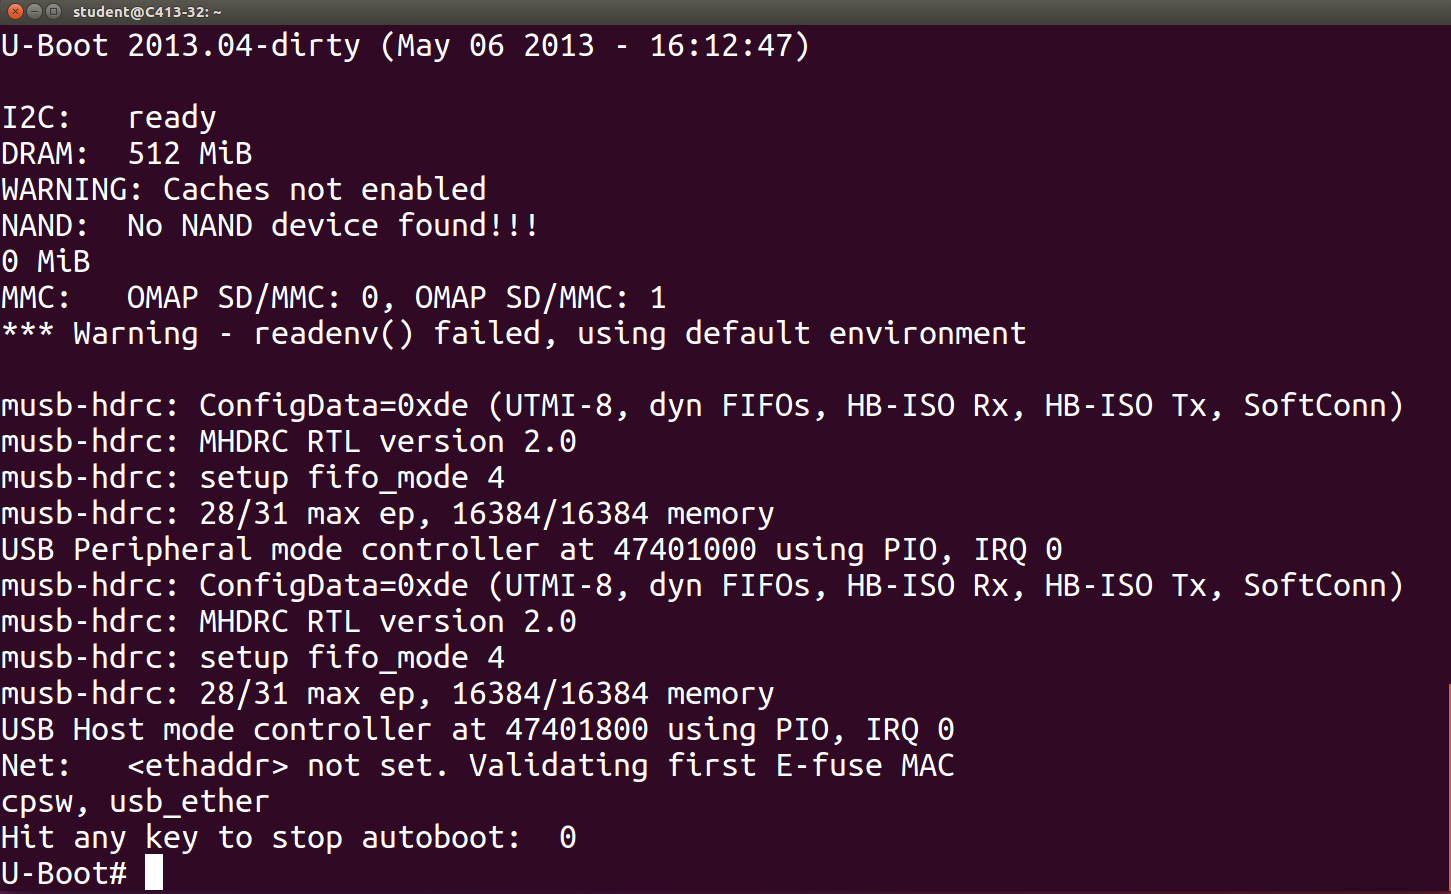 student@C413-32: ~
U-Boot 2013.04-dirty (May 06 2013 - 16:12:47)
I2C:   ready
DRAM:  512 MiB
WARNING: Caches not enabled
NAND:  No NAND device found!!!
0 MiB
MMC:   OMAP SD/MMC: 0, OMAP SD/MMC: 1
*** Warning - readenv() failed, using default environment
musb-hdrc: ConfigData=0xde (UTMI-8, dyn FIFOs, HB-ISO Rx, HB-ISO Tx, SoftConn)
musb-hdrc: MHDRC RTL version 2.0
musb-hdrc: setup fifo_mode 4
musb-hdrc: 28/31 max ep, 16384/16384 memory
USB Peripheral mode controller at 47401000 using PIO, IRQ 0
musb-hdrc: ConfigData=0xde (UTMI-8, dyn FIFOs, HB-ISO Rx, HB-ISO Tx, SoftConn)
musb-hdrc: MHDRC RTL version 2.0
musb-hdrc: setup fifo_mode 4
musb-hdrc: 28/31 max ep, 16384/16384 memory
USB Host mode controller at 47401800 using PIO, IRQ 0
Net:   <ethaddr> not set. Validating first E-fuse MAC
cpsw, usb_ether
Hit any key to stop autoboot:  0
U-Boot#